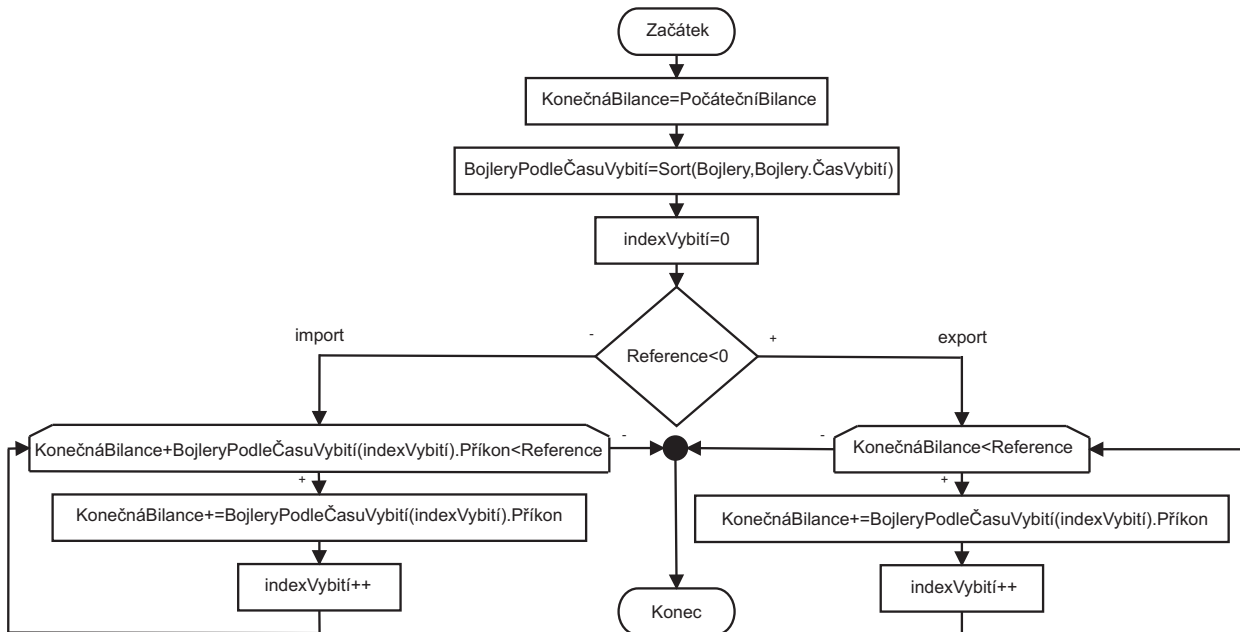 Začátek
KonečnáBilance=PočátečníBilance
BojleryPodleČasuVybití=Sort(Bojlery,Bojlery.ČasVybití)
indexVybití=0
import
-
Reference<0
+
export
KonečnáBilance+BojleryPodleČasuVybití(indexVybití).Příkon<Reference
-
-
KonečnáBilance<Reference
+
+
KonečnáBilance+=BojleryPodleČasuVybití(indexVybití).Příkon
KonečnáBilance+=BojleryPodleČasuVybití(indexVybití).Příkon
indexVybití++
indexVybití++
Konec